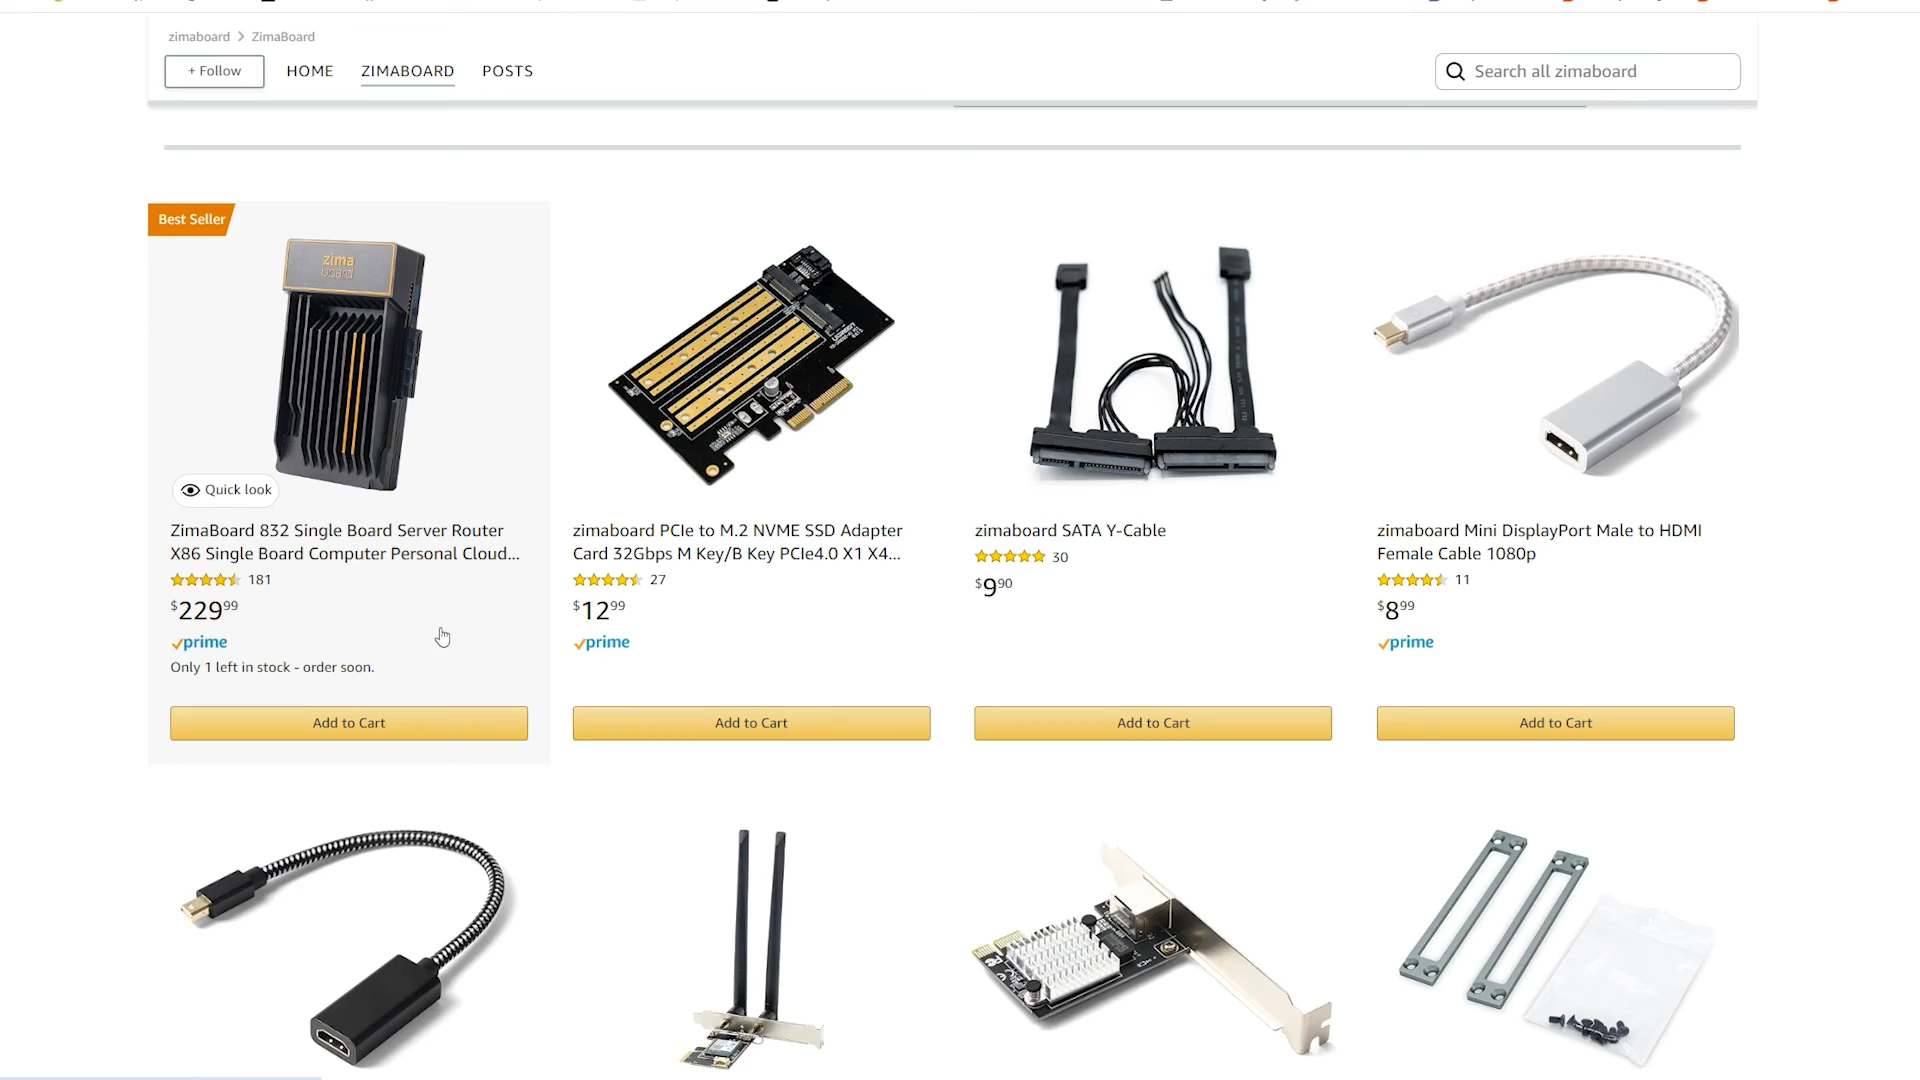 zimaboard > ZimaBoard
+ Follow
HOME
ZIMABOARD
POSTS
Search all zimaboard
Best Seller
zima
board
Quick look
ZimaBoard 832 Single Board Server Router
X86 Single Board Computer Personal Cloud...
181
$229.99
prime
Only 1 left in stock - order soon.
Add to Cart
zimaboard PCIe to M.2 NVME SSD Adapter
Card 32Gbps M Key/B Key PCIe4.0 X1 X4...
27
$12.99
prime
Add to Cart
zimaboard SATA Y-Cable
30
$9.90
Add to Cart
zimaboard Mini DisplayPort Male to HDMI
Female Cable 1080p
11
$8.99
prime
Add to Cart